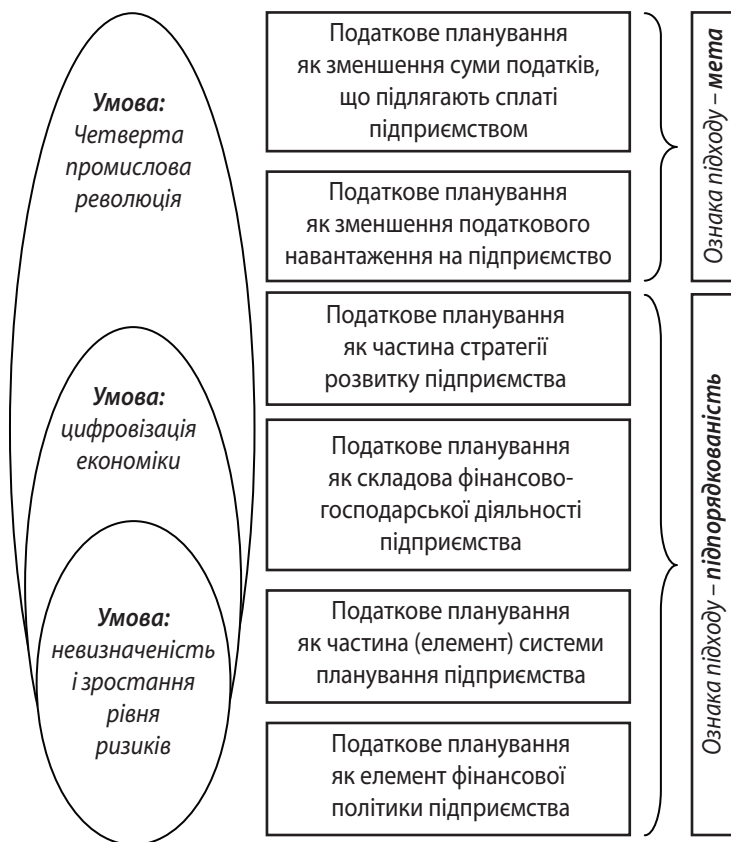 Умова:
Четверта
промислова
революція
Умова:
цифровізація
економіки
Умова:
невизначеність
і зростання
рівня
ризиків
Податкове планування
як зменшення суми податків,
що підлягають сплаті
підприємством
Податкове планування
як зменшення податкового
навантаження на підприємство
Податкове планування
як частина стратегії
розвитку підприємства
Податкове планування
як складова фінансово-
господарської діяльності
підприємства
Податкове планування
як частина (елемент) системи
планування підприємства
Податкове планування
як елемент фінансової
політики підприємства
Ознака підходу – мета
Ознака підходу – підпорядкованість